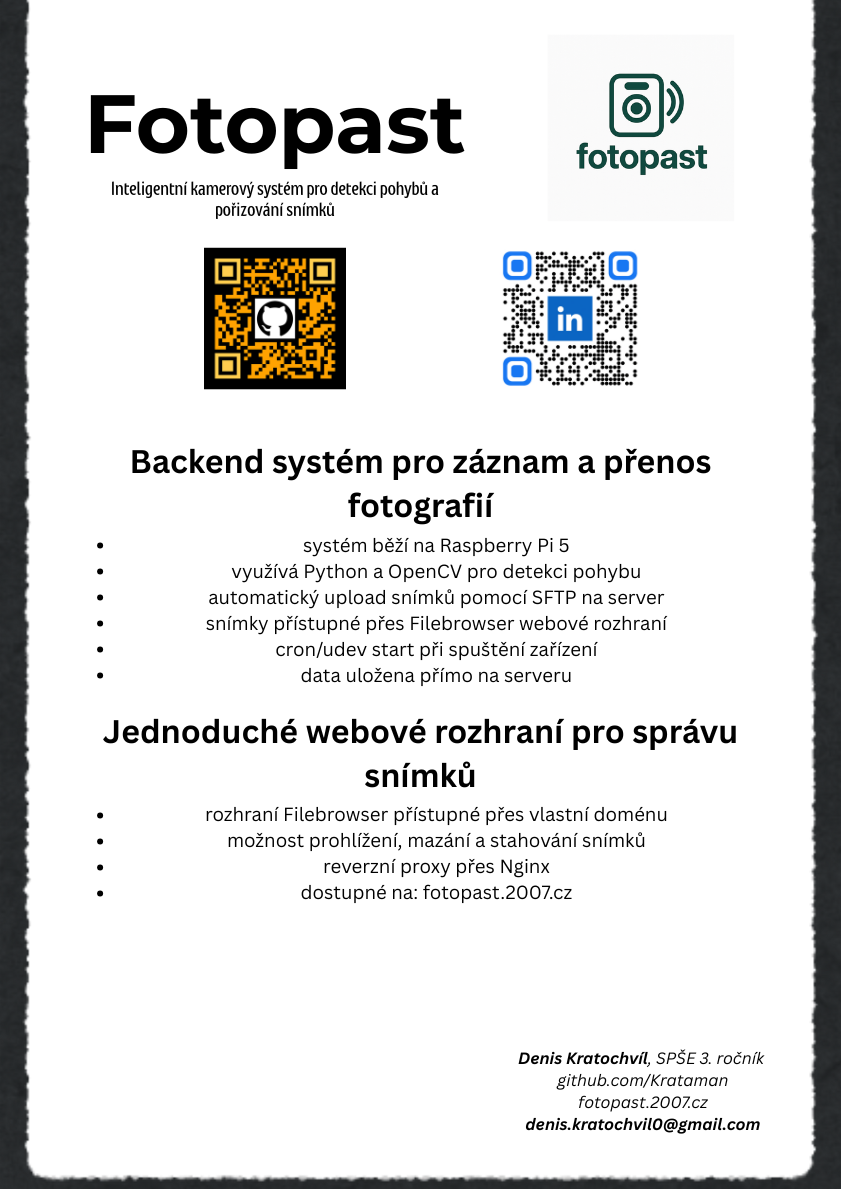 Fotopast
Inteligentní kamerový systém pro detekci pohybů a
pořizování snímků
fotopast
in
Backend systém pro záznam a přenos
fotografií
• systém běží na Raspberry Pi 5
• využívá Python a OpenCV pro detekci pohybu
• automatický upload snímků pomocí SFTP na server
• snímky přístupné přes Filebrowser webové rozhraní
• cron/udev start při spuštění zařízení
• data uložena přímo na serveru
Jednoduché webové rozhraní pro správu
snímků
• rozhraní Filebrowser přístupné přes vlastní doménu
• možnost prohlížení, mazání a stahování snímků
• reverzní proxy přes Nginx
• dostupné na: fotopast.2007.cz
Denis Kratochvíl, SPŠE 3. ročník
github.com/Krataman
fotopast.2007.cz
denis.kratochvil0@gmail.com